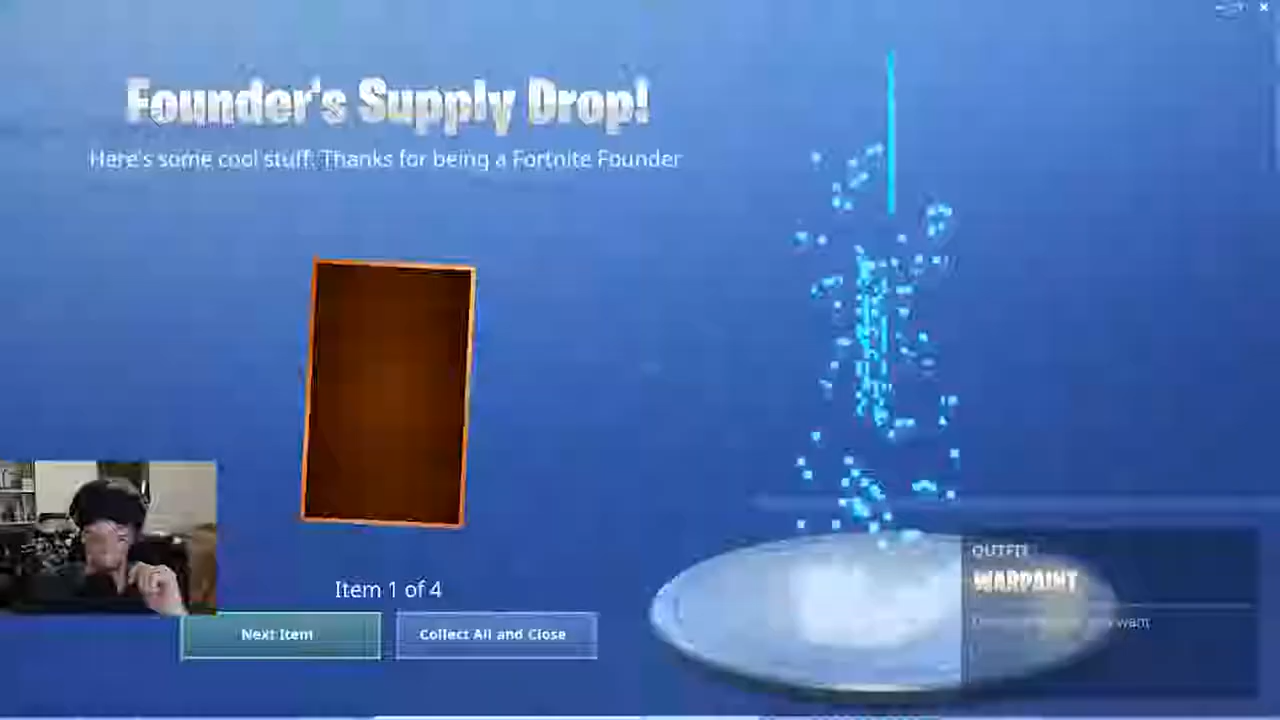 Founder's Supply Drop!
Here's some cool stuff. Thanks for being a Fortnite Founder
Item 1 of 4
Next Item
Collect All and Close
OUTFIT
WARPAINT
want